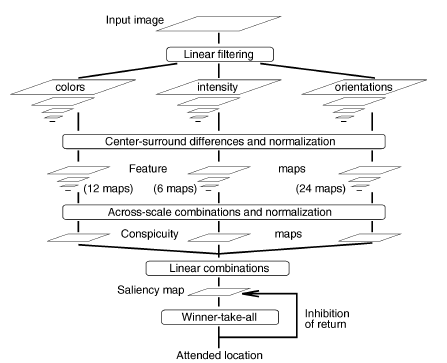 Input image
Linear filtering
colors intensity orientations
Center-surround differences and normalization
Feature maps
(12 maps) (6 maps) (24 maps)
Across-scale combinations and normalization
Conspicuity maps
Linear combinations
Saliency map
Inhibition
of return
Winner-take-all
Attended location